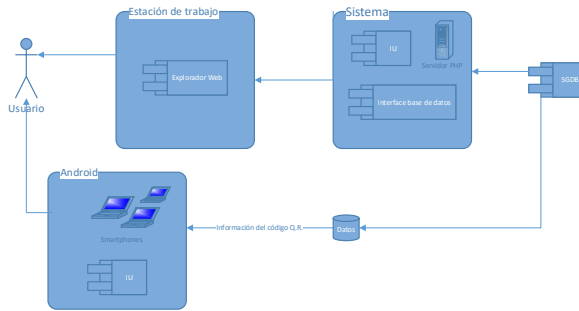 Estación de trabajo
Sistema
Explorador Web
IU
Servidor PHP
Interface base de datos
SGDB
Usuario
Android
Smartphones
IU
Información del código Q.R.
Datos